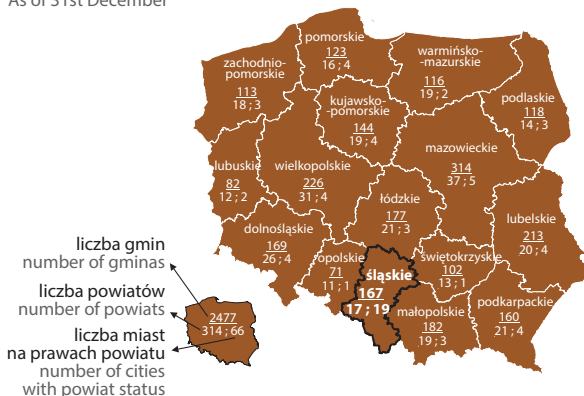 As of 31st December
pomorskie
123
16 ; 4
warmińsko-
-mazurskie
116
19 ; 2
zachodnio-
pomorskie
113
18 ; 3
podlaskie
118
14 ; 3
kujawsko-
-pomorskie
144
19 ; 4
mazowieckie
314
37 ; 5
lubuskie
82
12 ; 2
wielkopolskie
226
31 ; 4
łódzkie
177
21 ; 3
lubelskie
213
20 ; 4
dolnośląskie
169
26 ; 4
opolskie
71
11 ; 1
śląskie
167
17 ; 19
świętokrzyskie
102
13 ; 1
małopolskie
182
19 ; 3
podkarpackie
160
21 ; 4
liczba gmin
number of gminas
liczba powiatów
number of powiats
liczba miast
na prawach powiatu
number of cities
with powiat status
2477
314 ; 66